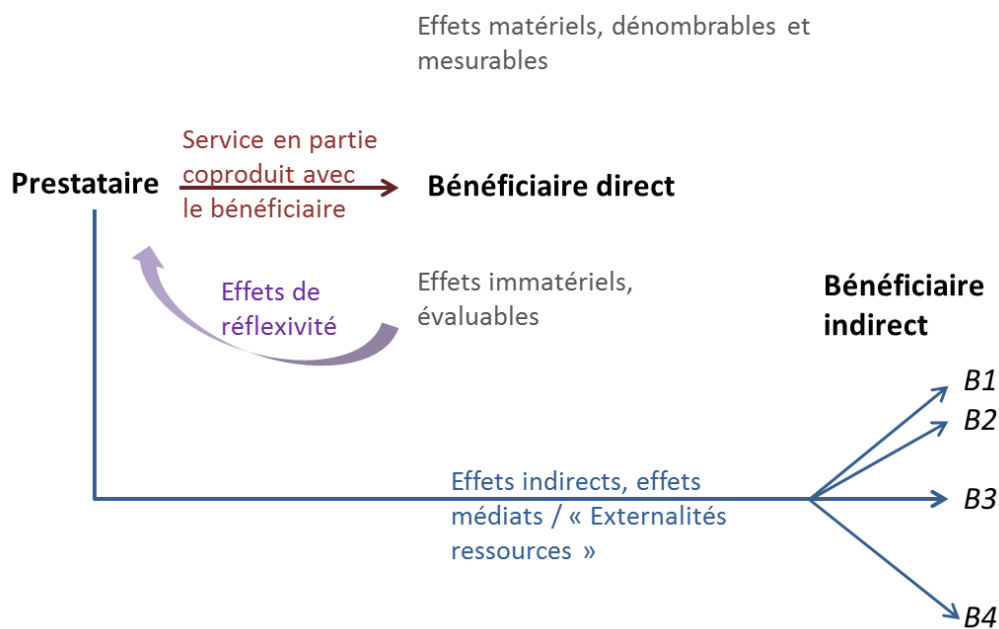 Effets matériels, dénombrables et
mesurables
Service en partie
coproduit avec
le bénéficiaire
Prestataire
Bénéficiaire direct
Effets de
réflexivité
Effets immatériels,
évaluables
Bénéficiaire
indirect
B1
B2
B3
B4
Effets indirects, effets
médiats / « Externalités
ressources »